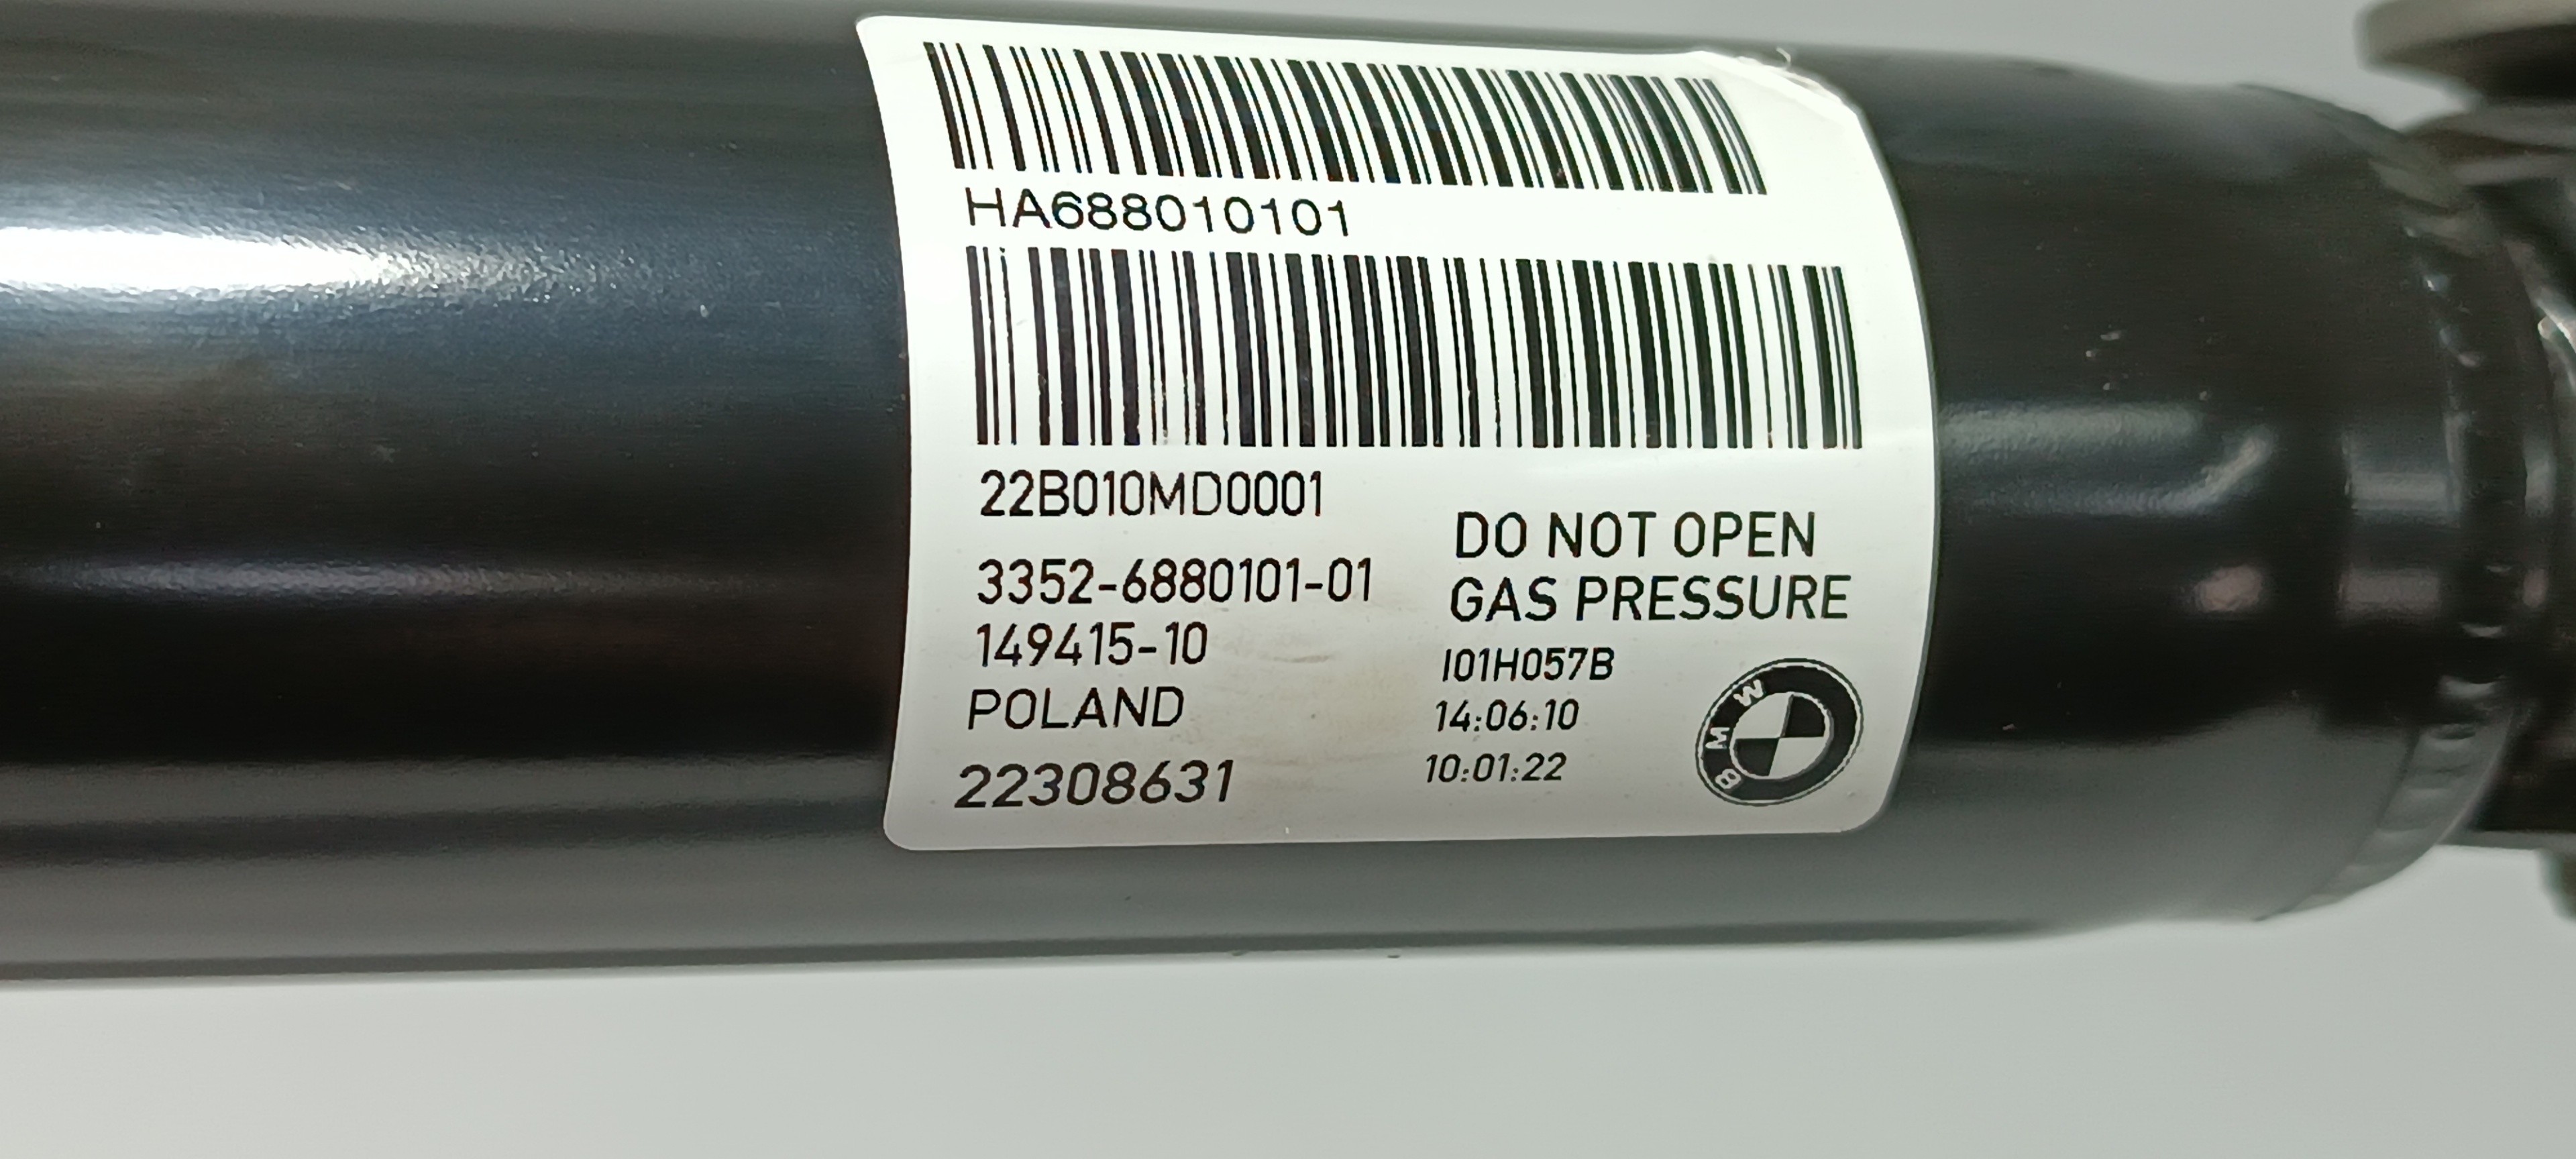 HA688010101
22B010MD0001
3352-6880101-01
149415-10
POLAND
22308631
DO NOT OPEN
GAS PRESSURE
I01H057B
14:06:10
10:01:22
BMW